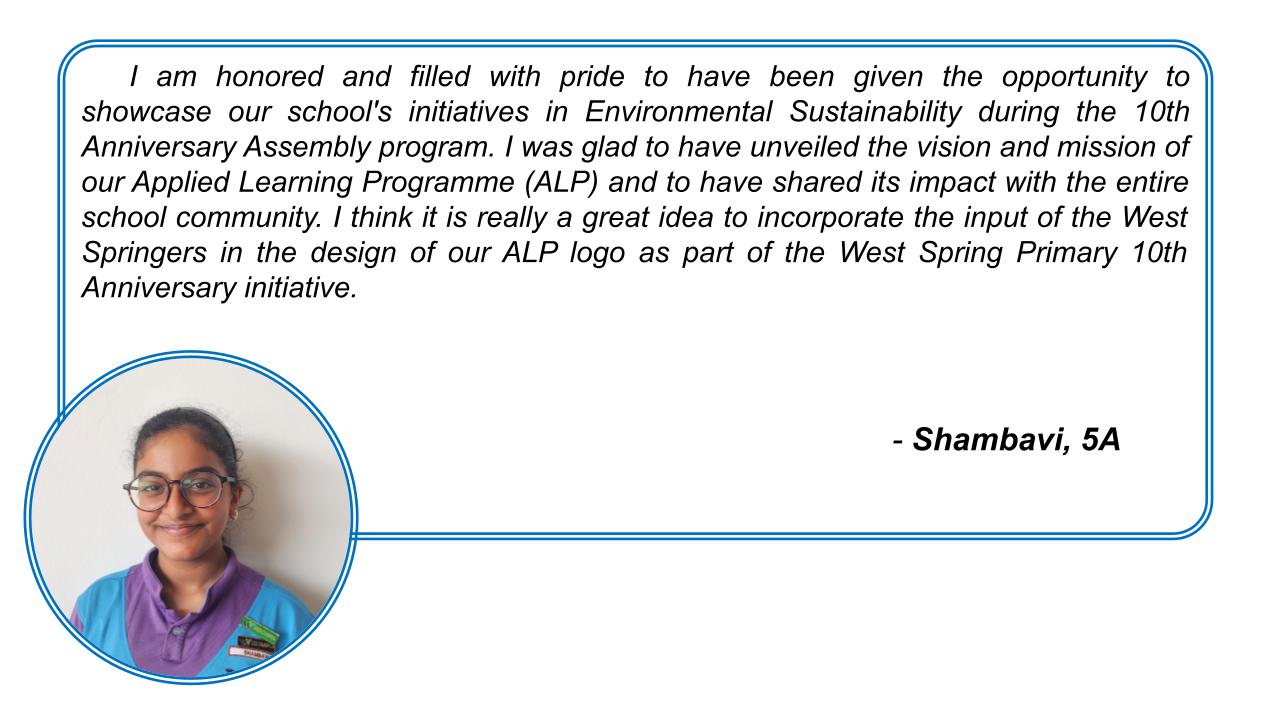 I am honored and filled with pride to have been given the opportunity to
showcase our school's initiatives in Environmental Sustainability during the 10th
Anniversary Assembly program. I was glad to have unveiled the vision and mission of
our Applied Learning Programme (ALP) and to have shared its impact with the entire
school community. I think it is really a great idea to incorporate the input of the West
Springers in the design of our ALP logo as part of the West Spring Primary 10th
Anniversary initiative.
- Shambavi, 5A